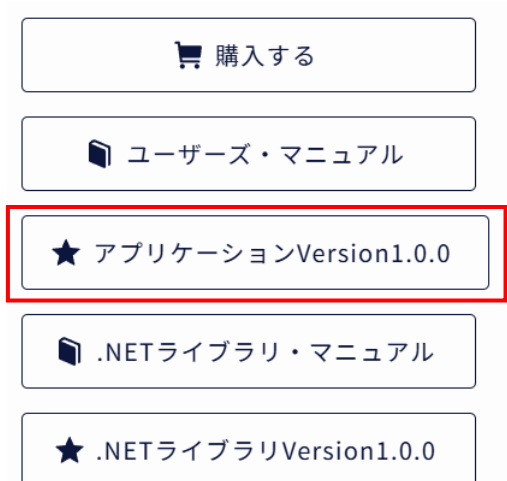 購入する
ユーザーズ・マニュアル
アプリケーションVersion1.0.0
.NETライブラリ・マニュアル
.NETライブラリVersion1.0.0